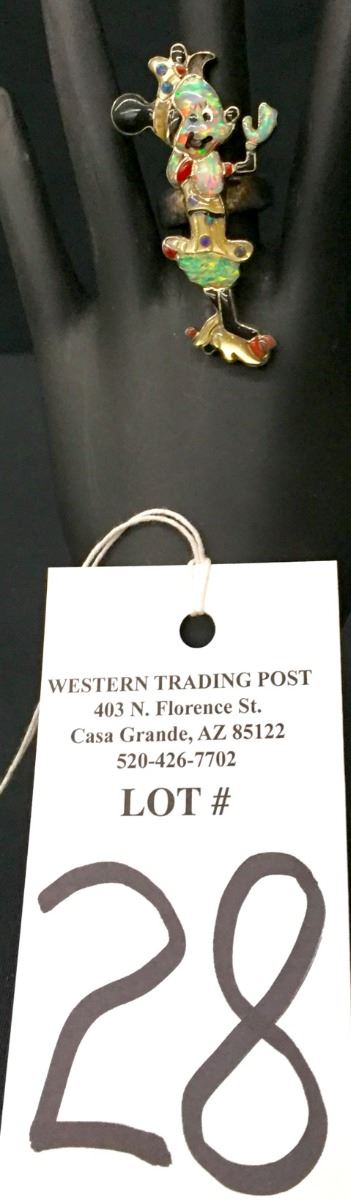 WESTERN TRADING POST
403 N. Florence St.
Casa Grande, AZ 85122
520-426-7702
LOT #
28